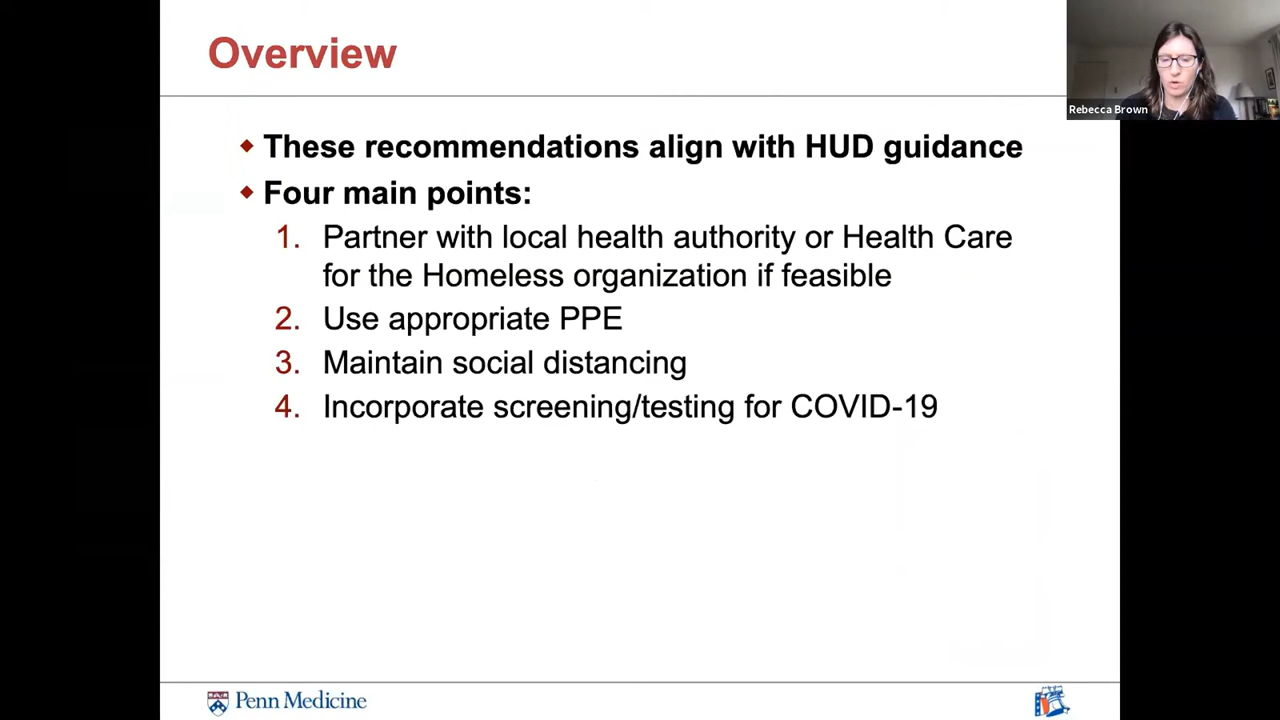 Overview
Rebecca Brown
These recommendations align with HUD guidance
Four main points:
1. Partner with local health authority or Health Care
for the Homeless organization if feasible
2. Use appropriate PPE
3. Maintain social distancing
4. Incorporate screening/testing for COVID-19
Penn Medicine